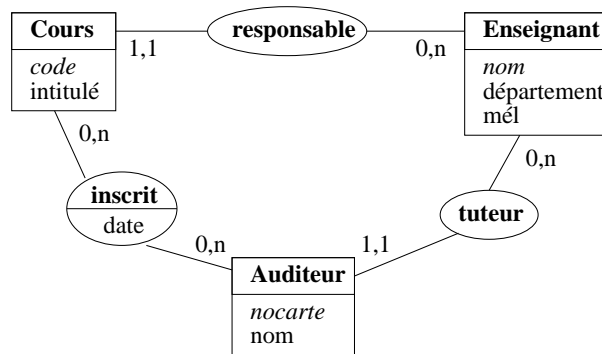 Cours
responsable
Enseignant
1,1
0,n
code
intitulé
nom
département
mél
0,n
0,n
inscrit
date
tuteur
0,n
1,1
Auditeur
nocarte
nom